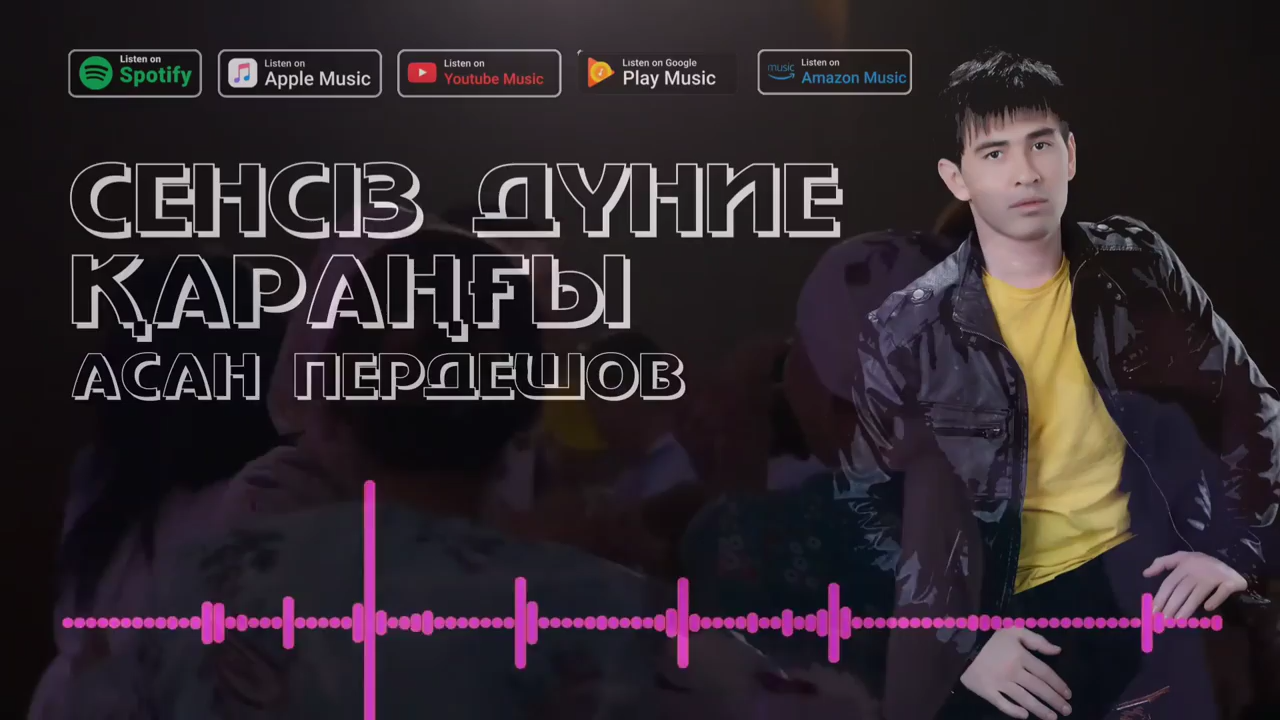 Listen on
Spotify
Listen on
Apple Music
Listen on
Youtube Music
Listen on Google
Play Music
music
Listen on
Amazon Music
СЕНСІЗ ДҮНИЕ
ҚАРАҢҒЫ
АСАН ПЕРДЕШОВ